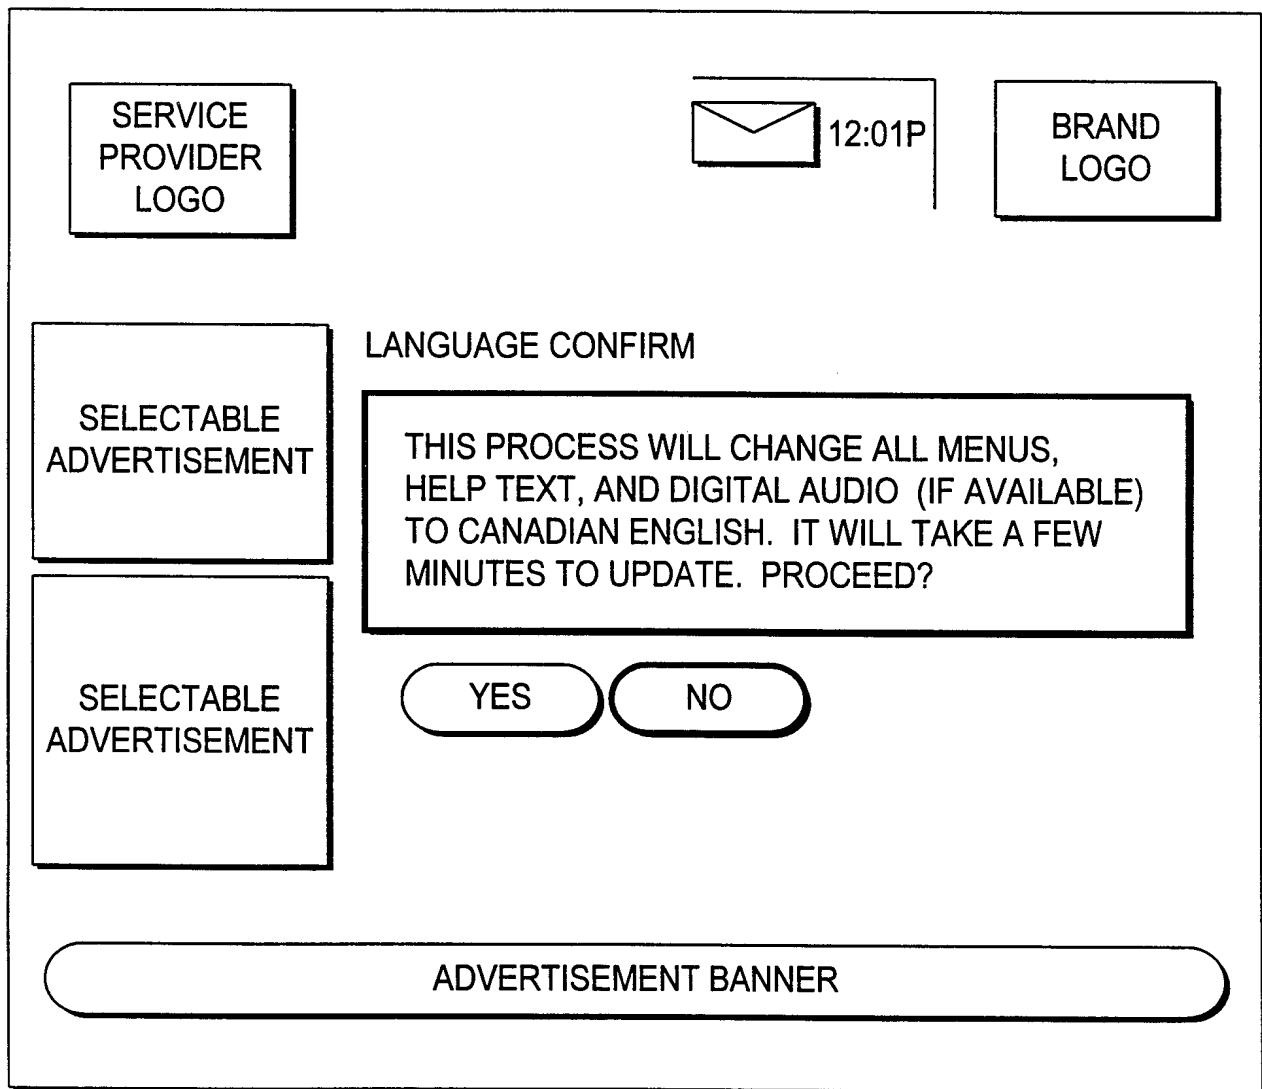 SERVICE
PROVIDER
LOGO
12:01P
BRAND
LOGO
SELECTABLE
ADVERTISEMENT
LANGUAGE CONFIRM
THIS PROCESS WILL CHANGE ALL MENUS,
HELP TEXT, AND DIGITAL AUDIO (IF AVAILABLE)
TO CANADIAN ENGLISH. IT WILL TAKE A FEW
MINUTES TO UPDATE. PROCEED?
SELECTABLE
ADVERTISEMENT
YES
NO
ADVERTISEMENT BANNER